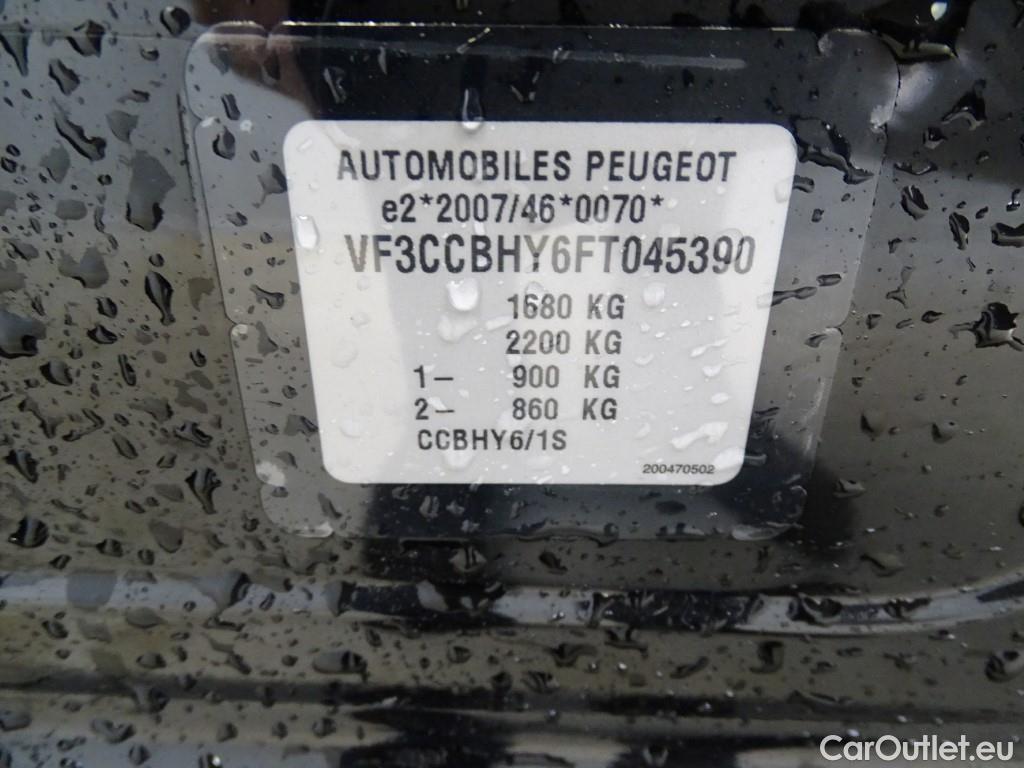 AUTOMOBILES PEUGEOT
e2*2007/46*0070*
VF3CCBHY6FT045390
1680 KG
2200 KG
1- 900 KG
2- 860 KG
CCBHY6/1S
200470502
CarOutlet.eu